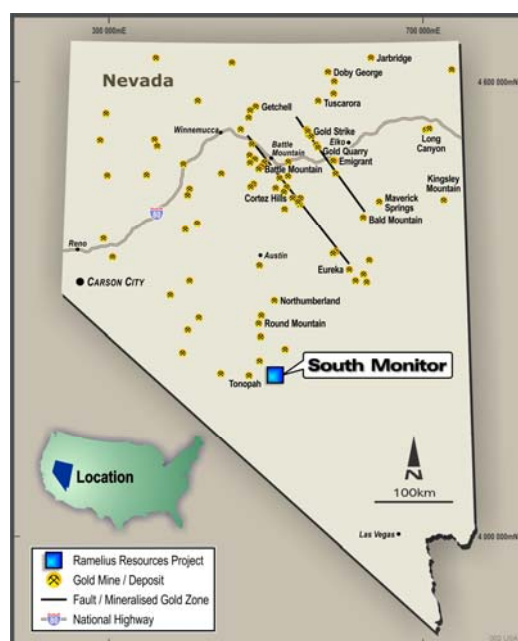 300 000mE
700 000mE
Nevada
Jarbridge
Doby George
4 600 000mN
Tuscarora
Getchell
Winnemucca
Gold Strike
Battle
Mountain
Elko
Gold Quarry
Long
Canyon
Emigrant
Battle Mountain
Kingsley
Mountain
Cortez Hills
Maverick
Springs
Bald Mountain
80
Reno
Austin
CARSON CITY
Eureka
Northumberland
Round Mountain
South Monitor
Tonopah
Location
N
100km
Las Vegas
4 000 000mN
Ramelius Resources Project
Gold Mine / Deposit
Fault / Mineralised Gold Zone
National Highway